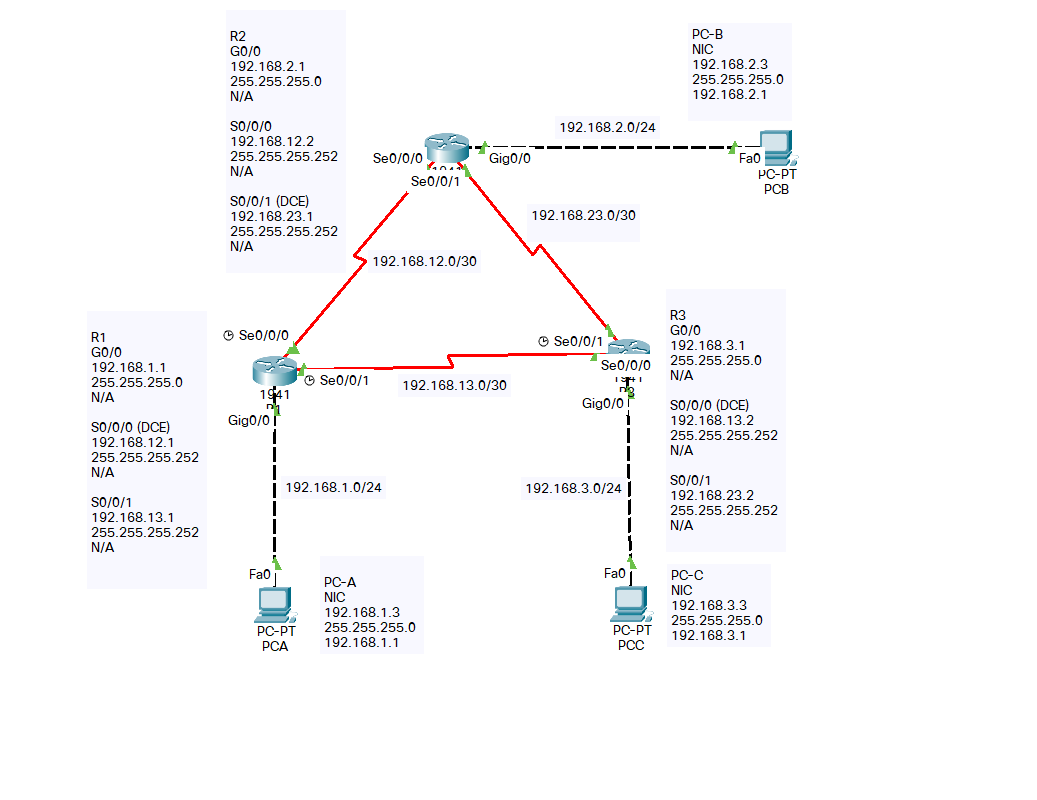 R2
G0/0
192.168.2.1
255.255.255.0
N/A
S0/0/0
192.168.12.2
255.255.255.252
N/A
S0/0/1 (DCE)
192.168.23.1
255.255.255.252
N/A
PC-B
NIC
192.168.2.3
255.255.255.0
192.168.2.1
192.168.2.0/24
Se0/0/0
Gig0/0
Fa0
1941
Se0/0/1
PC-PT
PCB
192.168.23.0/30
192.168.12.0/30
R1
G0/0
192.168.1.1
255.255.255.0
N/A
S0/0/0 (DCE)
192.168.12.1
255.255.255.252
N/A
S0/0/1
192.168.13.1
255.255.255.252
N/A
Se0/0/0
Se0/0/1
192.168.13.0/30
1941
R1
Gig0/0
Se0/0/1
Se0/0/0
1941
R3
Gig0/0
R3
G0/0
192.168.3.1
255.255.255.0
N/A
S0/0/0 (DCE)
192.168.13.2
255.255.255.252
N/A
S0/0/1
192.168.23.2
255.255.255.252
N/A
192.168.1.0/24
192.168.3.0/24
Fa0
PC-PT
PCA
PC-A
NIC
192.168.1.3
255.255.255.0
192.168.1.1
Fa0
PC-PT
PCC
PC-C
NIC
192.168.3.3
255.255.255.0
192.168.3.1